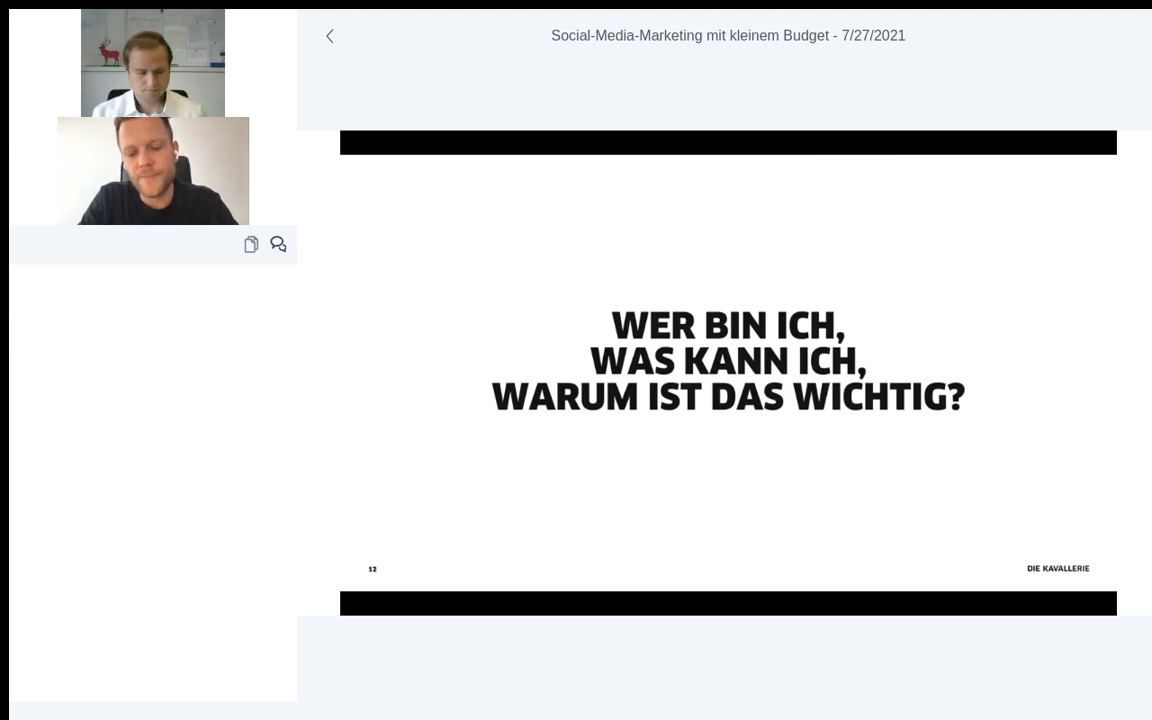 Social-Media-Marketing mit kleinem Budget - 7/27/2021
WER BIN ICH,
WAS KANN ICH,
WARUM IST DAS WICHTIG?
12
DIE KAVALLERIE